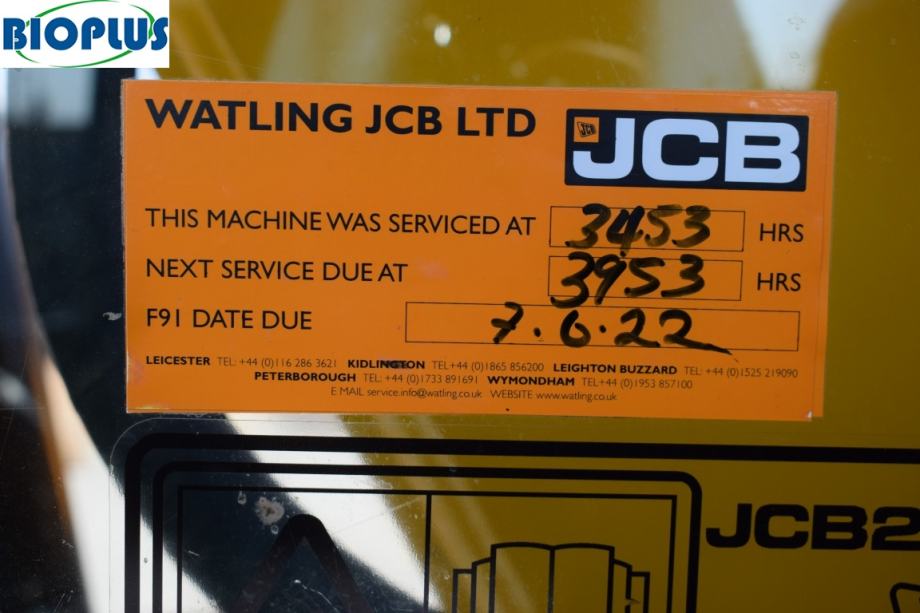 BIOPLUS
WATLING JCB LTD
JCB
JCB
THIS MACHINE WAS SERVICED AT 3453 HRS
NEXT SERVICE DUE AT 3953 HRS
F91 DATE DUE 7.6.22
LEICESTER TEL: +44 (0)116 286 3621 KIDLINGTON TEL+44 (0)1865 856200 LEIGHTON BUZZARD TEL: +44 (0)1525 219090
PETERBOROUGH TEL: +44 (0)1733 891691 WYMONDHAM TEL+44 (0)1953 857100
E MAIL service.info@watling.co.uk WEBSITE www.watling.co.uk
JCB2